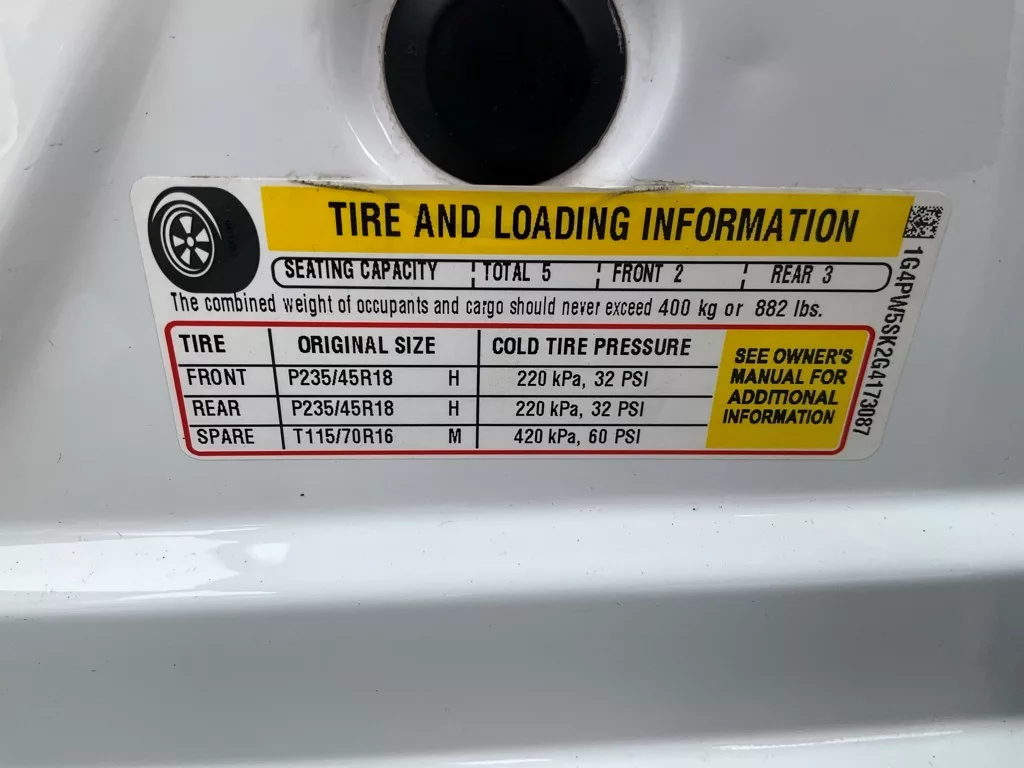 TIRE AND LOADING INFORMATION
SEATING CAPACITY TOTAL 5 FRONT 2 REAR 3
The combined weight of occupants and cargo should never exceed 400 kg or 882 lbs.
TIRE ORIGINAL SIZE COLD TIRE PRESSURE
FRONT P235/45R18 H 220 kPa, 32 PSI
REAR P235/45R18 H 220 kPa, 32 PSI
SPARE T115/70R16 M 420 kPa, 60 PSI
SEE OWNER'S
MANUAL FOR
ADDITIONAL
INFORMATION
1G4PW5SK2G4173087